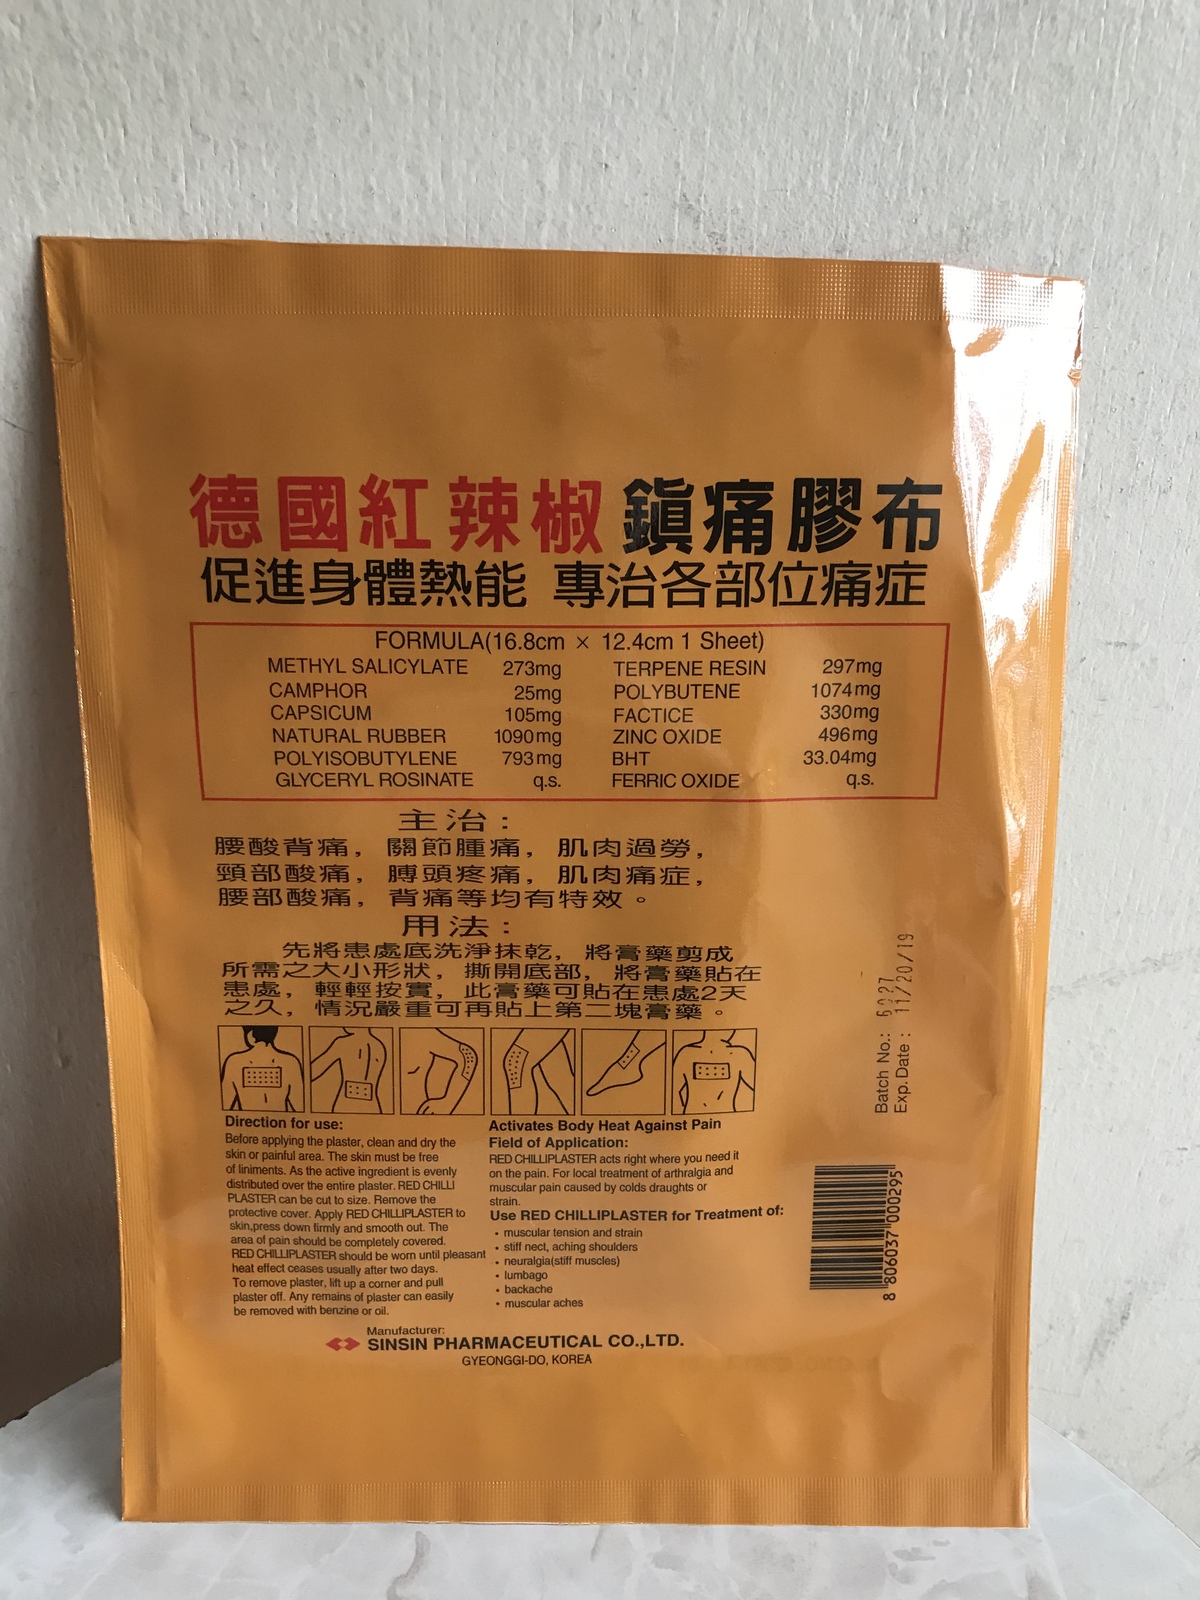 德國紅辣椒 鎭痛膠布
促進身體熱能 專治各部位痛症
FORMULA(16.8cm × 12.4cm 1 Sheet)
METHYL SALICYLATE 273mg TERPENE RESIN 297mg
CAMPHOR 25mg POLYBUTENE 1074mg
CAPSICUM 105mg FACTICE 330mg
NATURAL RUBBER 1090mg ZINC OXIDE 496mg
POLYISOBUTYLENE 793mg BHT 33.04mg
GLYCERYL ROSINATE q.s. FERRIC OXIDE q.s.
主治:
腰酸背痛, 關節腫痛, 肌肉過勞,
頸部酸痛, 膊頭疼痛, 肌肉痛症,
腰部酸痛, 背痛等均有特效。
用法:
先將患處底洗淨抹乾, 將膏藥剪成
所需之大小形狀, 撕開底部, 將膏藥貼在
患處, 輕輕按實, 此膏藥可貼在患處2天
之久, 情況嚴重可再貼上第二塊膏藥。
Direction for use:
Before applying the plaster, clean and dry the
skin or painful area. The skin must be free
of liniments. As the active ingredient is evenly
distributed over the entire plaster. RED CHILLI
PLASTER can be cut to size. Remove the
protective cover. Apply RED CHILLIPLASTER to
skin,press down firmly and smooth out. The
area of pain should be completely covered.
RED CHILLIPLASTER should be worn until pleasant
heat effect ceases usually after two days.
To remove plaster, lift up a corner and pull
plaster off. Any remains of plaster can easily
be removed with benzine or oil.
Activates Body Heat Against Pain
Field of Application:
RED CHILLIPLASTER acts right where you need it
on the pain. For local treatment of arthralgia and
muscular pain caused by colds draughts or
strain.
Use RED CHILLIPLASTER for Treatment of:
• muscular tension and strain
• stiff nect, aching shoulders
• neuralgia(stiff muscles)
• lumbago
• backache
• muscular aches
Manufacturer:
SINSIN PHARMACEUTICAL CO.,LTD.
GYEONGGI-DO, KOREA
Batch No.:
Exp. Date : 11/20/19
8 806037 000295